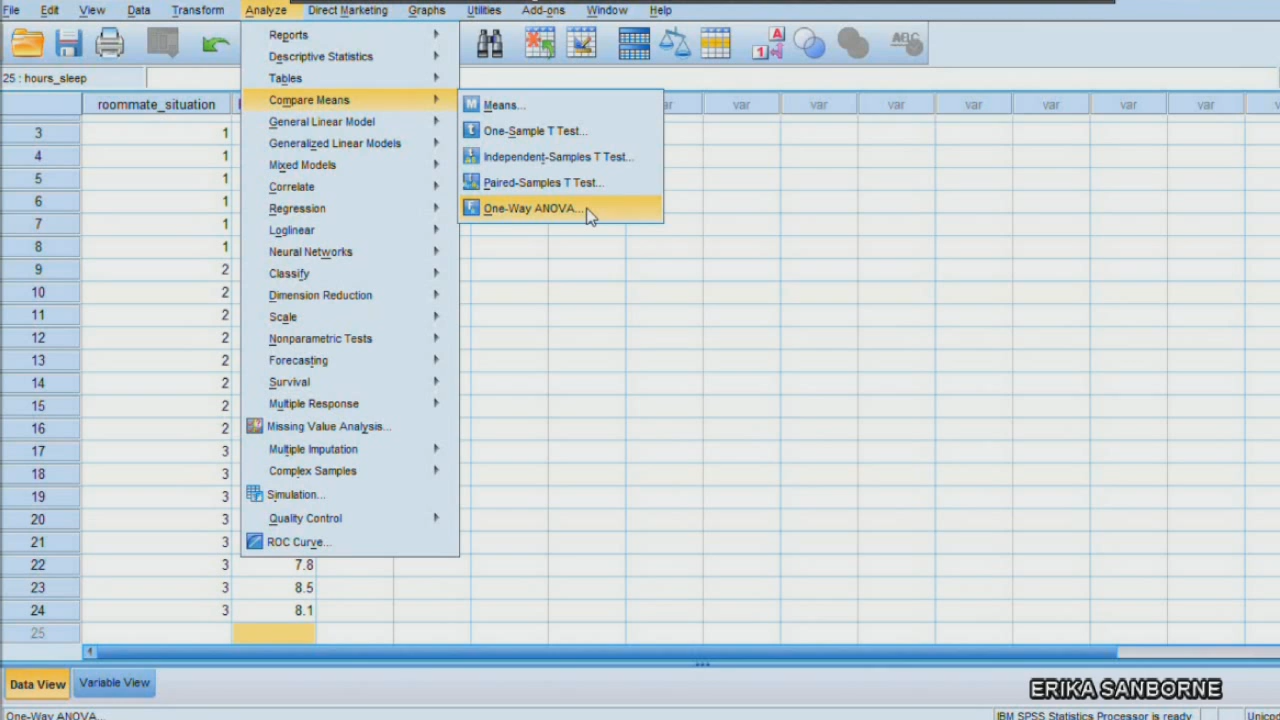 File Edit View Data Transform Analyze Direct Marketing Graphs Utilities Add-ons Window Help
A
1
ABC
25 : hours_sleep
roommate_situation var var var var var var var
Reports
Descriptive Statistics
Tables
Compare Means
General Linear Model
Generalized Linear Models
Mixed Models
Correlate
Regression
Loglinear
Neural Networks
Classify
Dimension Reduction
Scale
Nonparametric Tests
Forecasting
Survival
Multiple Response
Missing Value Analysis...
Multiple Imputation
Complex Samples
Simulation...
Quality Control
ROC Curve...
Means...
One-Sample T Test...
Independent-Samples T Test...
Paired-Samples T Test...
One-Way ANOVA...
3 1
4 1
5 1
6 1
7 1
8 1
9 2
10 2
11 2
12 2
13 2
14 2
15 2
16 2
17 3
18 3
19 3
20 3
21 3
22 3 7.8
23 3 8.5
24 3 8.1
25
Data View Variable View
ERIKA SANBORNE
One-Way ANOVA... IBM SPSS Statistics Processor is ready